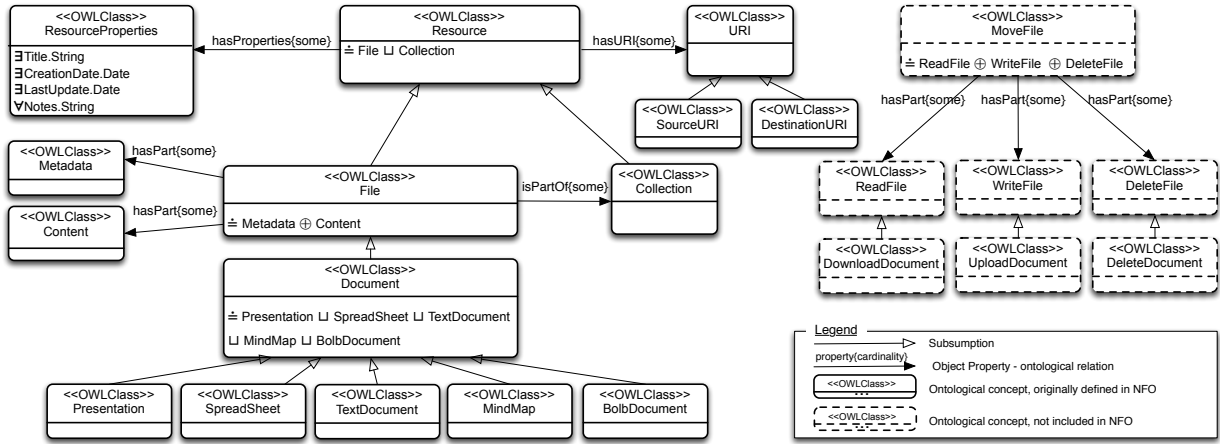 <<OWLClass>>
ResourceProperties
∃Title.String
∃CreationDate.Date
∃LastUpdate.Date
∀Notes.String
hasProperties{some}
<<OWLClass>>
Resource
≐ File ⊔ Collection
hasURI{some}
<<OWLClass>>
URI
<<OWLClass>>
SourceURI
<<OWLClass>>
DestinationURI
<<OWLClass>>
MoveFile
≐ ReadFile ⊕ WriteFile ⊕ DeleteFile
hasPart{some}
hasPart{some}
hasPart{some}
<<OWLClass>>
Metadata
hasPart{some}
<<OWLClass>>
Content
hasPart{some}
<<OWLClass>>
File
≐ Metadata ⊕ Content
isPartOf{some}
<<OWLClass>>
Collection
<<OWLClass>>
ReadFile
<<OWLClass>>
WriteFile
<<OWLClass>>
DeleteFile
<<OWLClass>>
DownloadDocument
<<OWLClass>>
UploadDocument
<<OWLClass>>
DeleteDocument
<<OWLClass>>
Document
≐ Presentation ⊔ SpreadSheet ⊔ TextDocument
⊔ MindMap ⊔ BolbDocument
<<OWLClass>>
Presentation
<<OWLClass>>
SpreadSheet
<<OWLClass>>
TextDocument
<<OWLClass>>
MindMap
<<OWLClass>>
BolbDocument
Legend
Subsumption
property{cardinality}
Object Property - ontological relation
<<OWLClass>>
...
Ontological concept, originally defined in NFO
<<OWLClass>>
...
Ontological concept, not included in NFO